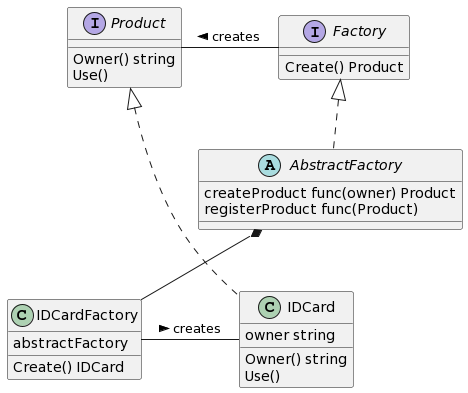 I Product
Owner() string
Use()
creates
I Factory
Create() Product
A AbstractFactory
createProduct func(owner) Product
registerProduct func(Product)
C IDCardFactory
abstractFactory
Create() IDCard
creates
C IDCard
owner string
Owner() string
Use()